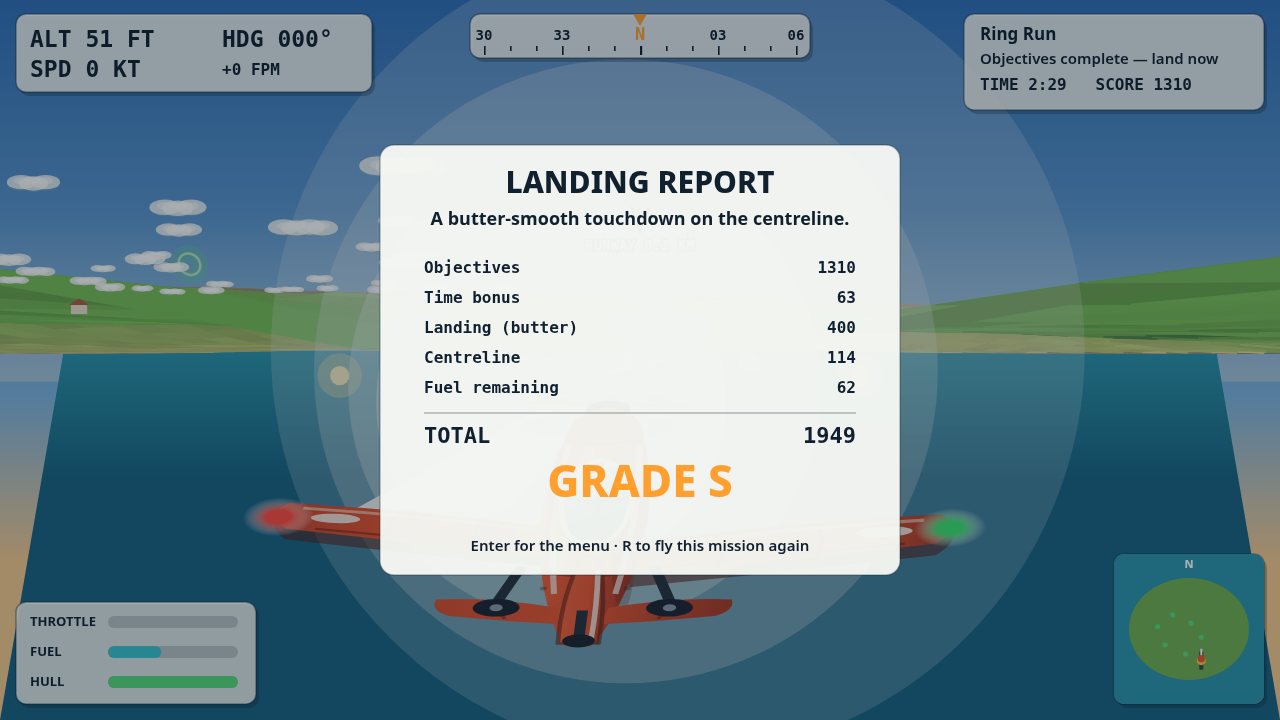 ALT 51 FT HDG 000°
SPD 0 KT +0 FPM
30 33 N 03 06
Ring Run
Objectives complete — land now
TIME 2:29 SCORE 1310
LANDING REPORT
A butter-smooth touchdown on the centreline.
Objectives 1310
Time bonus 63
Landing (butter) 400
Centreline 114
Fuel remaining 62
TOTAL 1949
GRADE S
Enter for the menu · R to fly this mission again
THROTTLE
FUEL
HULL
N